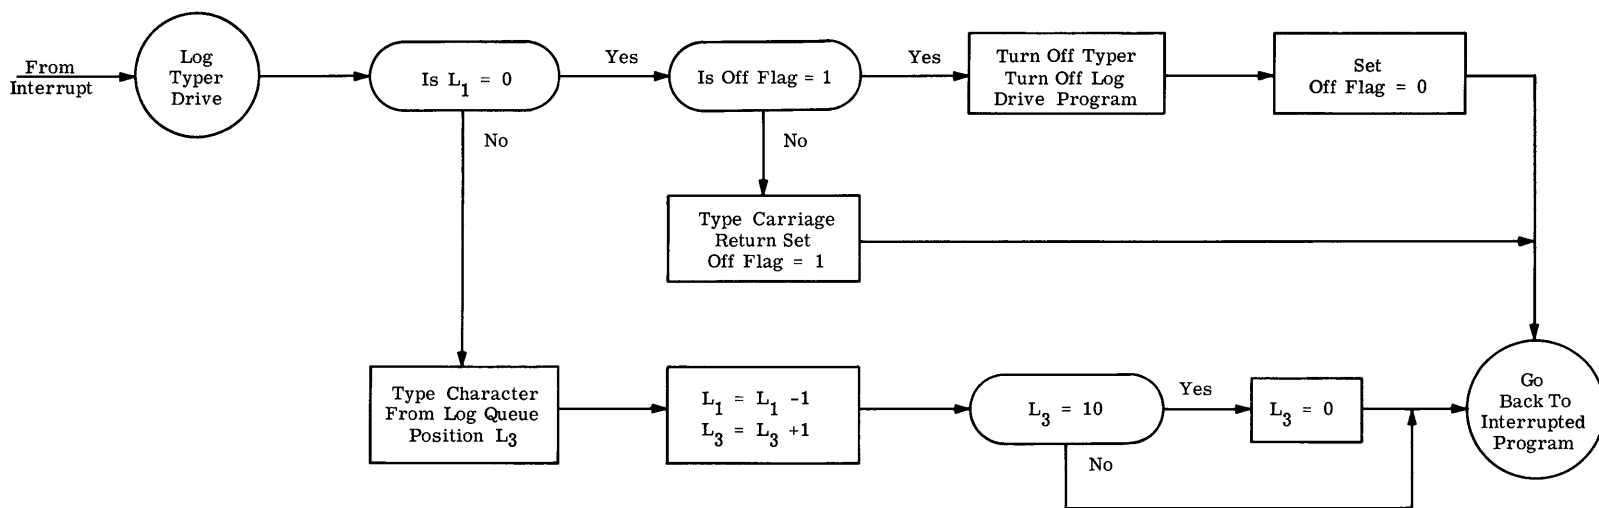 From
Interrupt
Log
Typer
Drive
Is L₁ = 0
Yes
Is Off Flag = 1
Yes
Turn Off Typer
Turn Off Log
Drive Program
Set
Off Flag = 0
No
No
Type Carriage
Return Set
Off Flag = 1
Type Character
From Log Queue
Position L₃
L₁ = L₁ -1
L₃ = L₃ +1
L₃ = 10
Yes
L₃ = 0
No
Go
Back To
Interrupted
Program